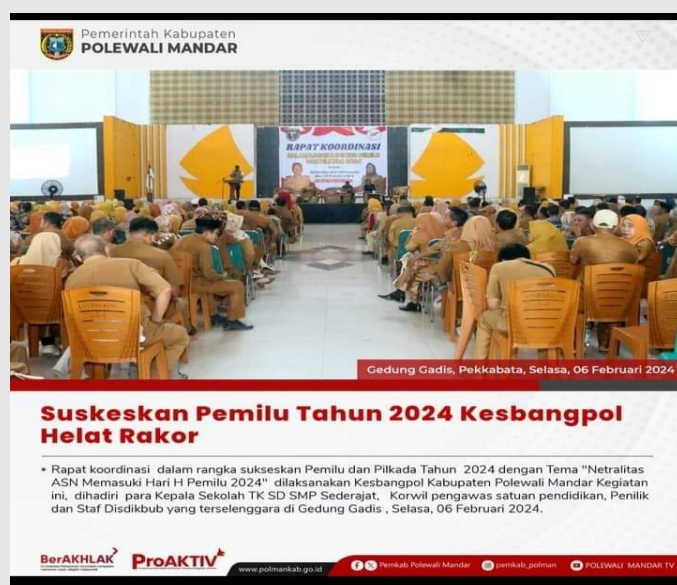 Pemerintah Kabupaten
POLEWALI MANDAR
RAPAT KOORDINASI
Gedung Gadis, Pekkabata, Selasa, 06 Februari 2024
Suskeskan Pemilu Tahun 2024 Kesbangpol
Helat Rakor
• Rapat koordinasi dalam rangka sukseskan Pemilu dan Pilkada Tahun 2024 dengan Tema "Netralitas
ASN Memasuki Hari H Pemilu 2024" dilaksanakan Kesbangpol Kabupaten Polewali Mandar Kegiatan
ini, dihadiri para Kepala Sekolah TK SD SMP Sederajat, Korwil pengawas satuan pendidikan, Penilik
dan Staf Disdikbub yang terselenggara di Gedung Gadis , Selasa, 06 Februari 2024.
BerAKHLAK
ProAKTIV
www.polmankab.go.id
Pemkab Polewali Mandar
pemkab_polman
POLEWALI MANDAR TV